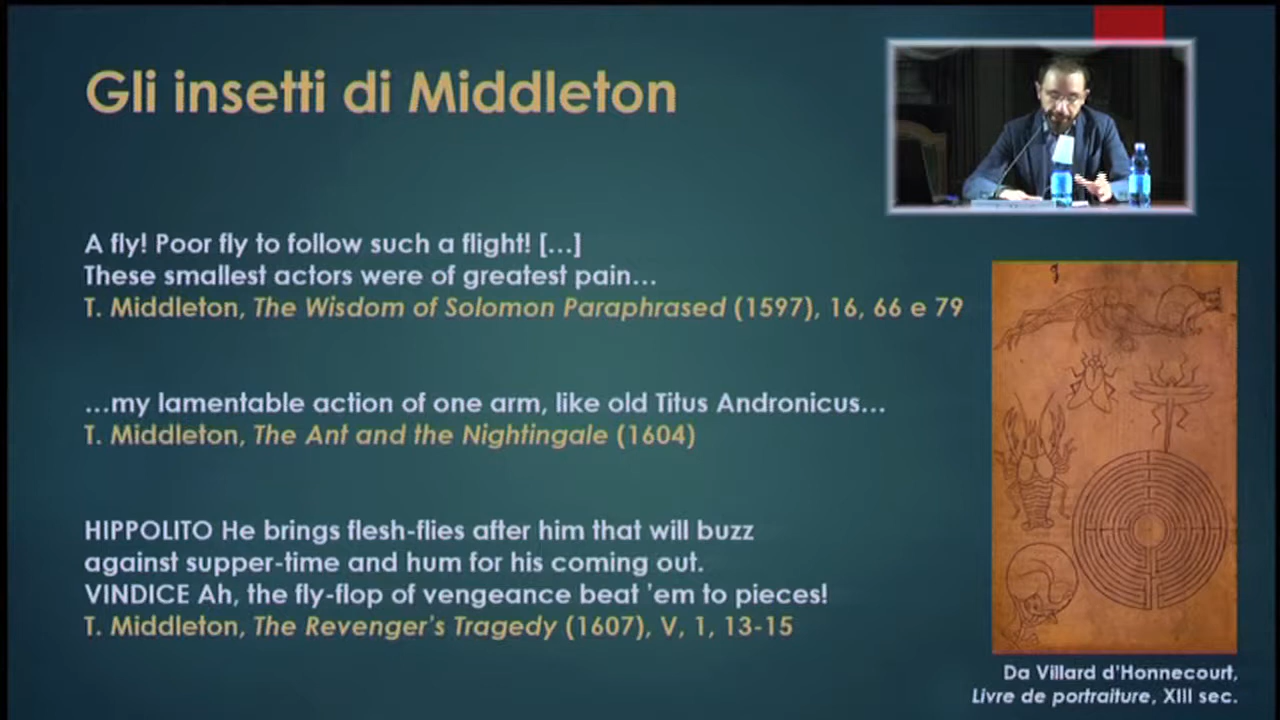 Gli insetti di Middleton
A fly! Poor fly to follow such a flight! […]
These smallest actors were of greatest pain…
T. Middleton, The Wisdom of Solomon Paraphrased (1597), 16, 66 e 79
…my lamentable action of one arm, like old Titus Andronicus…
T. Middleton, The Ant and the Nightingale (1604)
HIPPOLITO He brings flesh-flies after him that will buzz
against supper-time and hum for his coming out.
VINDICE Ah, the fly-flop of vengeance beat 'em to pieces!
T. Middleton, The Revenger's Tragedy (1607), V, 1, 13-15
Da Villard d'Honnecourt,
Livre de portraiture, XIII sec.